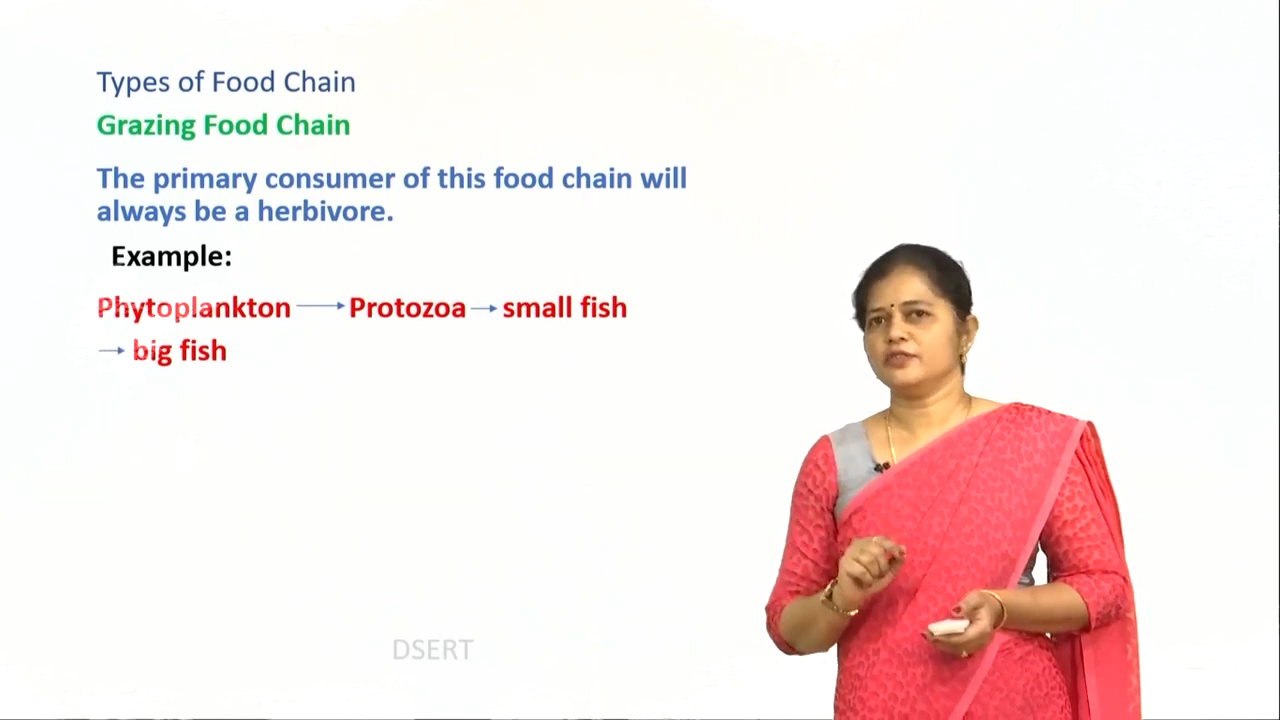 Types of Food Chain
Grazing Food Chain
The primary consumer of this food chain will
always be a herbivore.
Example:
Phytoplankton → Protozoa → small fish
→ big fish
DSERT